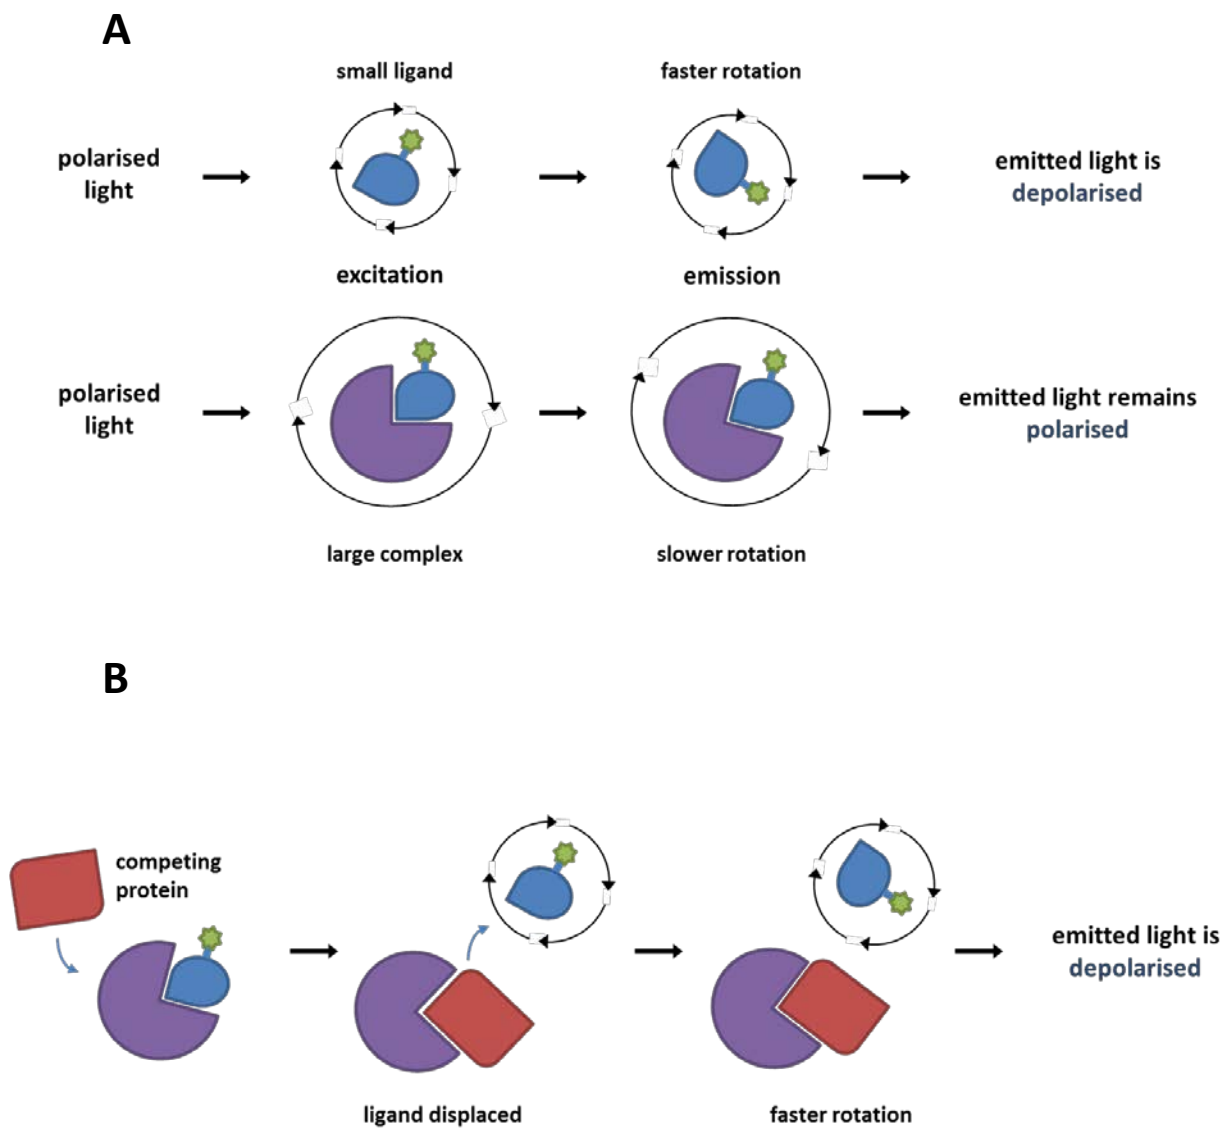 A
small ligand
faster rotation
polarised
light
emitted light is
depolarised
excitation
emission
polarised
light
emitted light remains
polarised
large complex
slower rotation
B
competing
protein
emitted light is
depolarised
ligand displaced
faster rotation